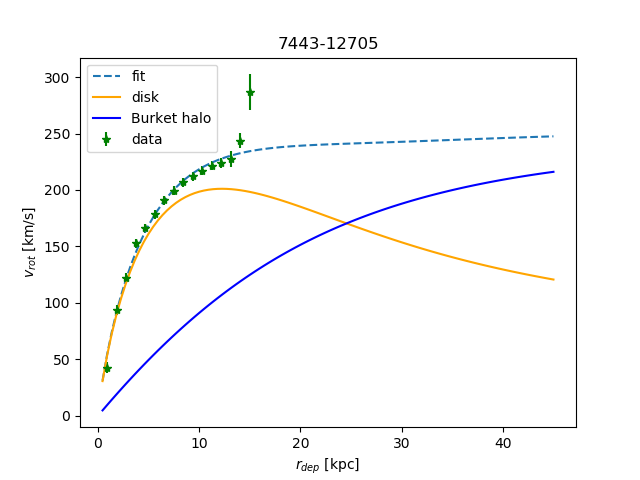 7443-12705
fit
disk
Burket halo
data
300
250
200
150
100
50
0
v_rot [km/s]
0 10 20 30 40
r_dep [kpc]